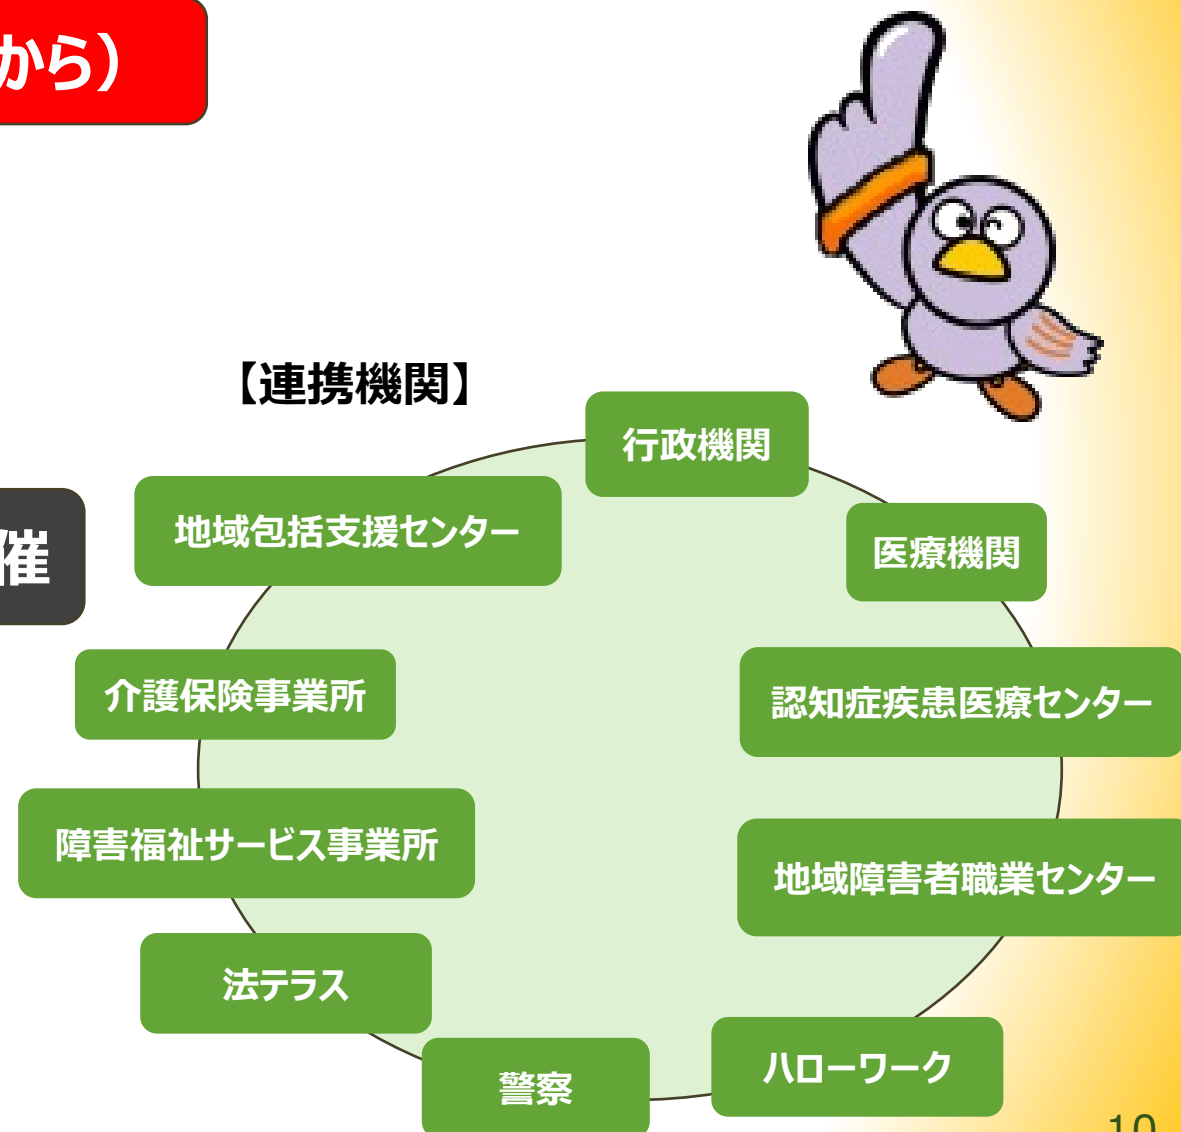 から）
【連携機関】
行政機関
地域包括支援センター
医療機関
催
介護保険事業所
認知症疾患医療センター
障害福祉サービス事業所
地域障害者職業センター
法テラス
ハローワーク
警察
10